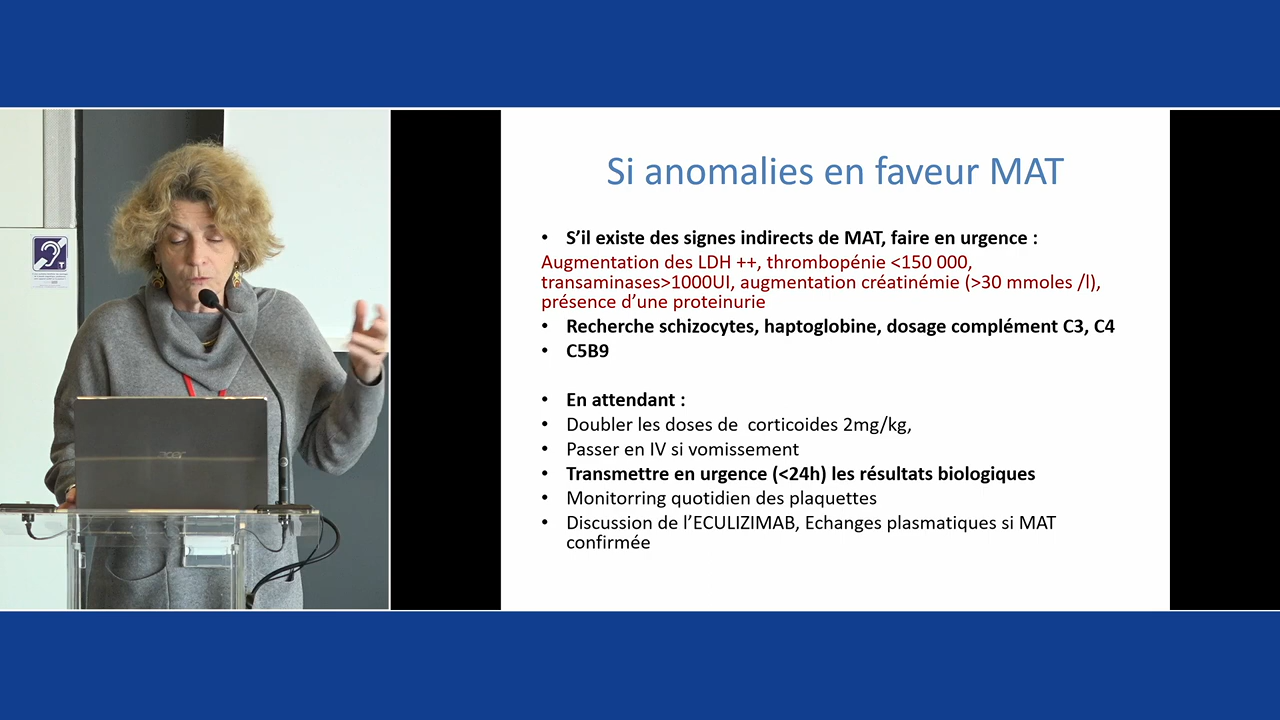 Si anomalies en faveur MAT
• S’il existe des signes indirects de MAT, faire en urgence :
Augmentation des LDH ++, thrombopénie <150 000,
transaminases>1000UI, augmentation créatinémie (>30 mmoles /l),
présence d’une proteinurie
• Recherche schizocytes, haptoglobine, dosage complément C3, C4
• C5B9
• En attendant :
• Doubler les doses de  corticoides 2mg/kg,
• Passer en IV si vomissement
• Transmettre en urgence (<24h) les résultats biologiques
• Monitorring quotidien des plaquettes
• Discussion de l’ECULIZIMAB, Echanges plasmatiques si MAT
confirmée
acer